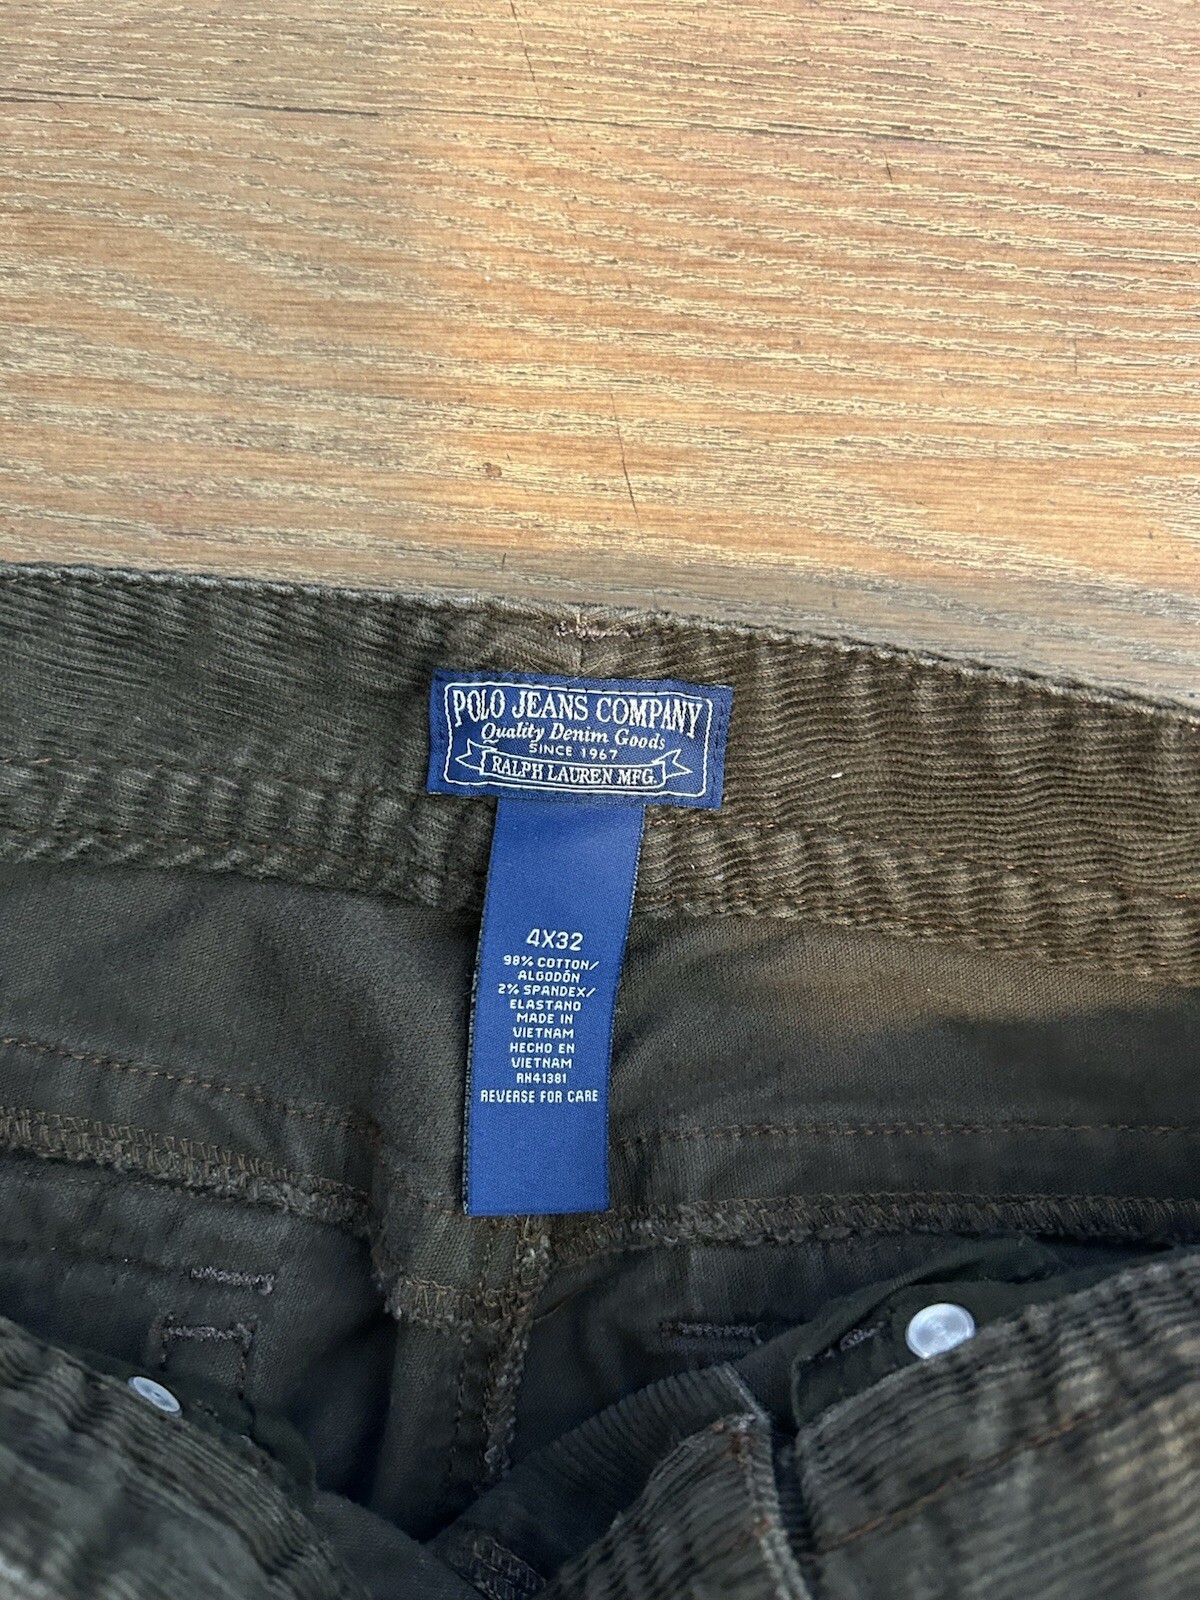 POLO JEANS COMPANY
Quality Denim Goods
SINCE 1967
RALPH LAUREN MFG.
4X32
98% COTTON/
ALGODÓN
2% SPANDEX/
ELASTANO
MADE IN
VIETNAM
HECHO EN
VIETNAM
RN41381
REVERSE FOR CARE